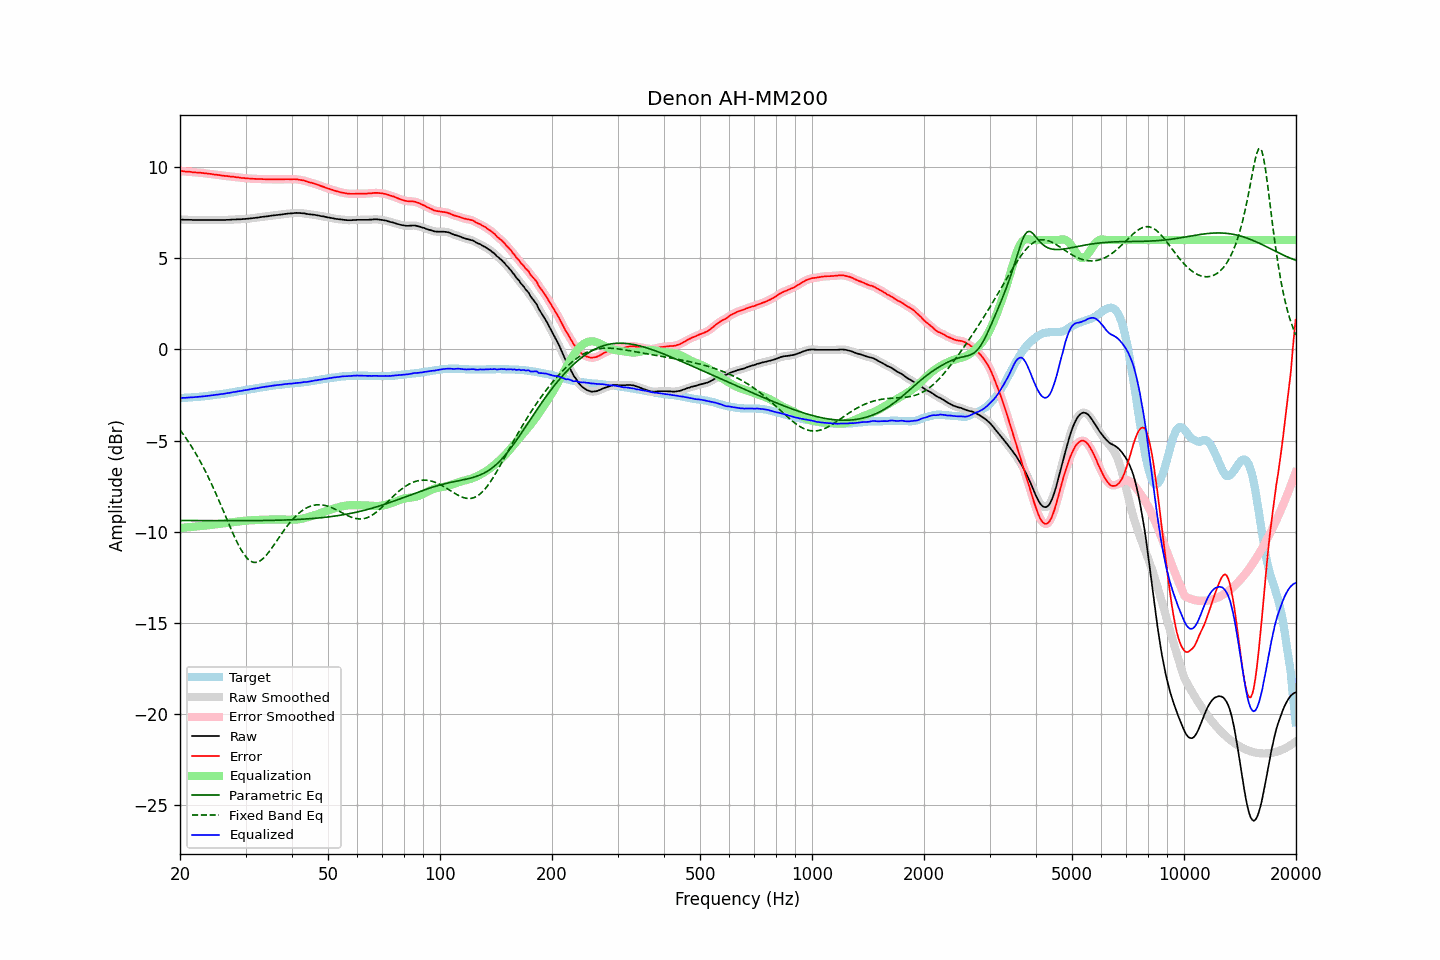 Denon AH-MM200
Amplitude (dBr)
10
5
0
−5
−10
−15
−20
−25
Target
Raw Smoothed
Error Smoothed
Raw
Error
Equalization
Parametric Eq
Fixed Band Eq
Equalized
20 50 100 200 500 1000 2000 5000 10000 20000
Frequency (Hz)